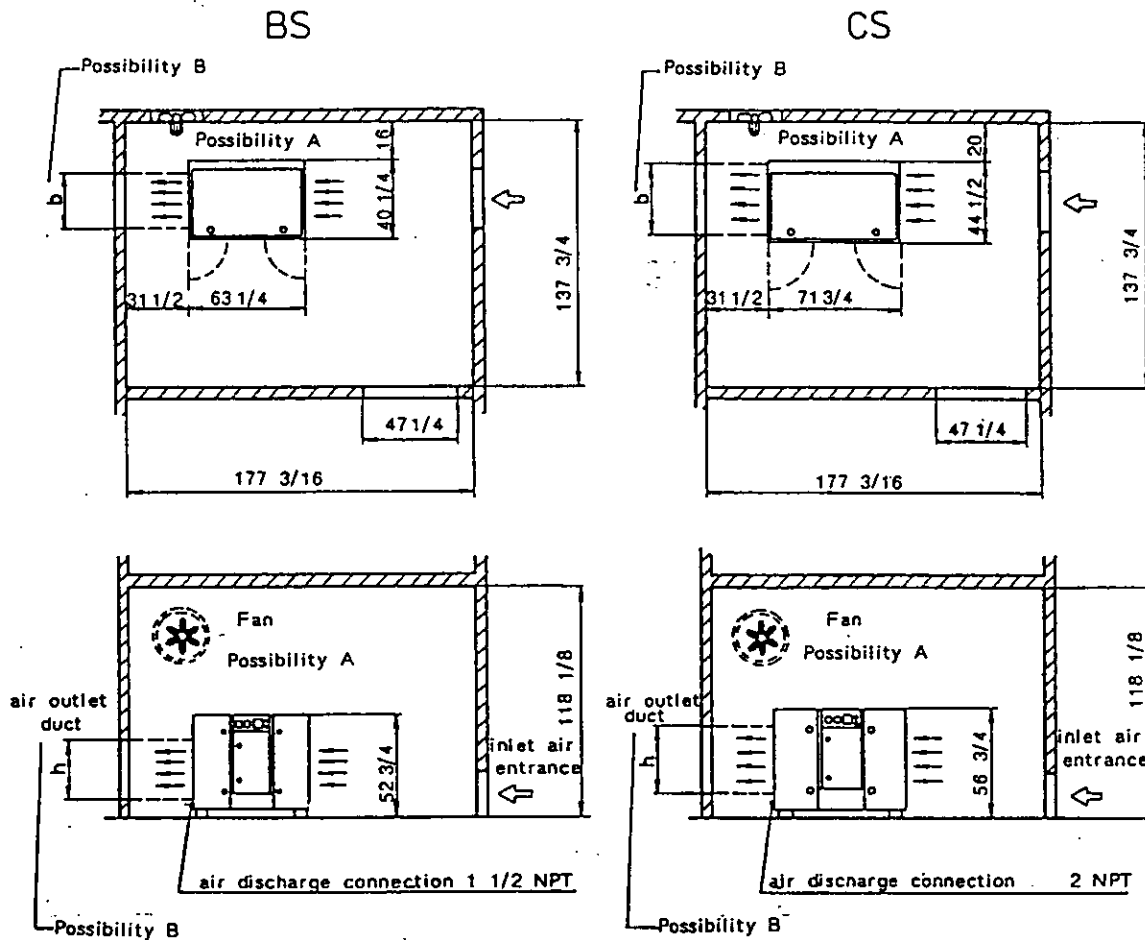 BS
Possibility B
Possibility A
16
40 1/4
b
31 1/2
63 1/4
137 3/4
47 1/4
177 3/16
Fan
Possibility A
air outlet
duct
h
52 3/4
118 1/8
inlet air
entrance
air discharge connection 1 1/2 NPT
Possibility B
CS
Possibility B
Possibility A
20
44 1/2
b
31 1/2
71 3/4
137 3/4
47 1/4
177 3/16
Fan
Possibility A
air outlet
duct
h
56 3/4
118 1/8
inlet air
entrance
air discharge connection 2 NPT
Possibility B